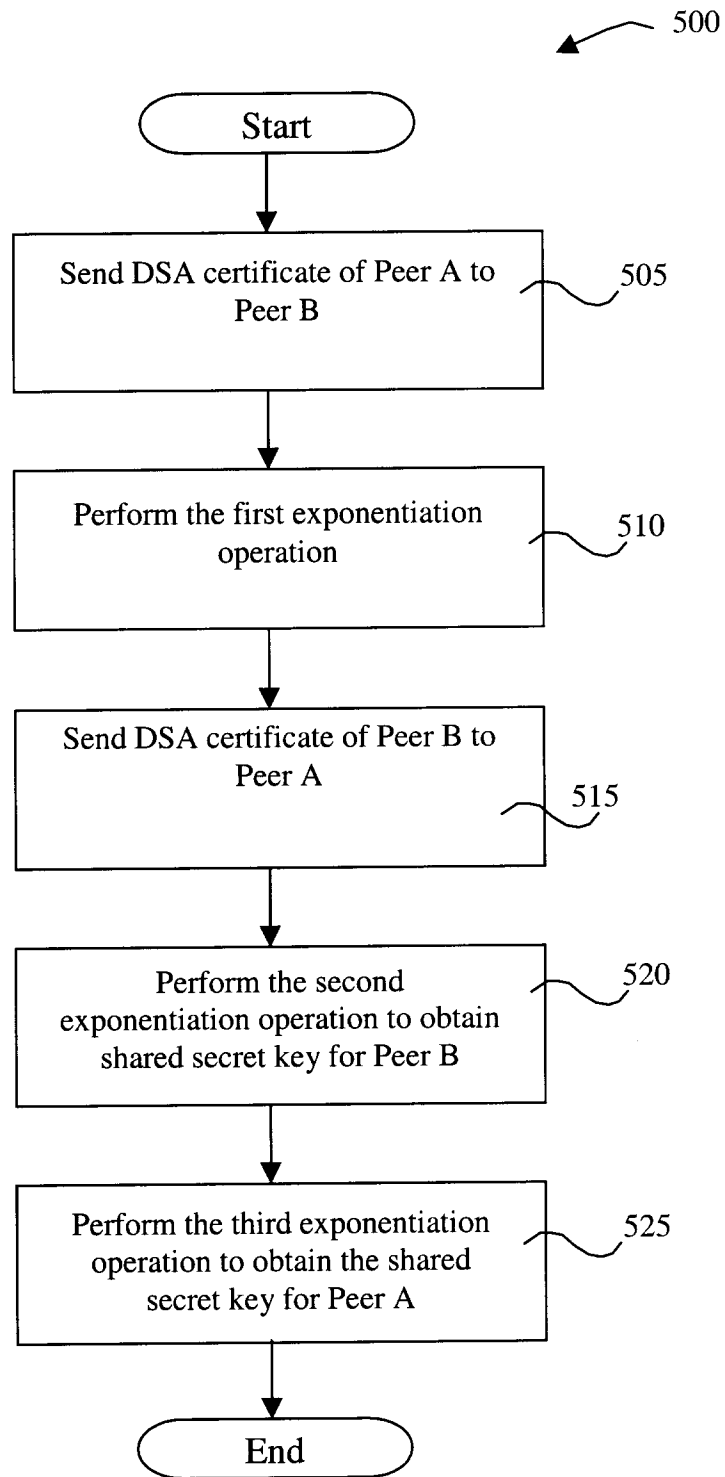 500
Start
Send DSA certificate of Peer A to
Peer B
505
Perform the first exponentiation
operation
510
Send DSA certificate of Peer B to
Peer A
515
Perform the second
exponentiation operation to obtain
shared secret key for Peer B
520
Perform the third exponentiation
operation to obtain the shared
secret key for Peer A
525
End